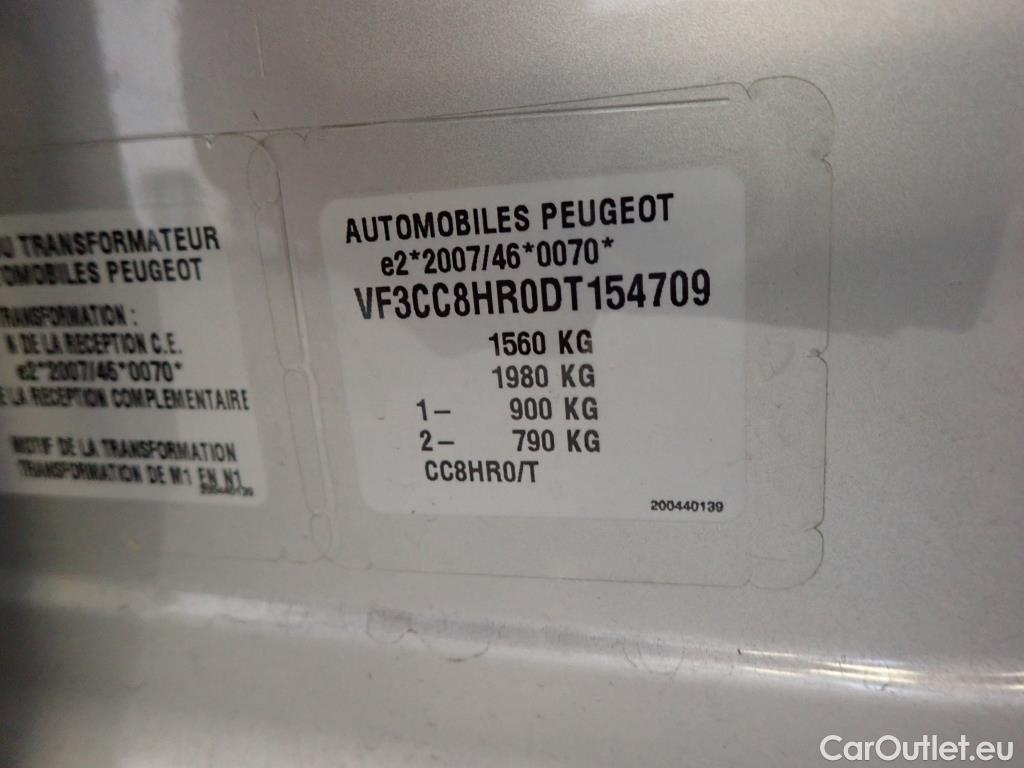 U TRANSFORMATEUR
TOMOBILES PEUGEOT
TRANSFORMATION :
N DE LA RECEPTION C.E.
e2*2007/46*0070*
E LA RECEPTION COMPLEMENTAIRE
MOTIF DE LA TRANSFORMATION
TRANSFORMATION DE M1 EN N1
200440139
AUTOMOBILES PEUGEOT
e2*2007/46*0070*
VF3CC8HR0DT154709
1560 KG
1980 KG
1- 900 KG
2- 790 KG
CC8HR0/T
200440139
CarOutlet.eu